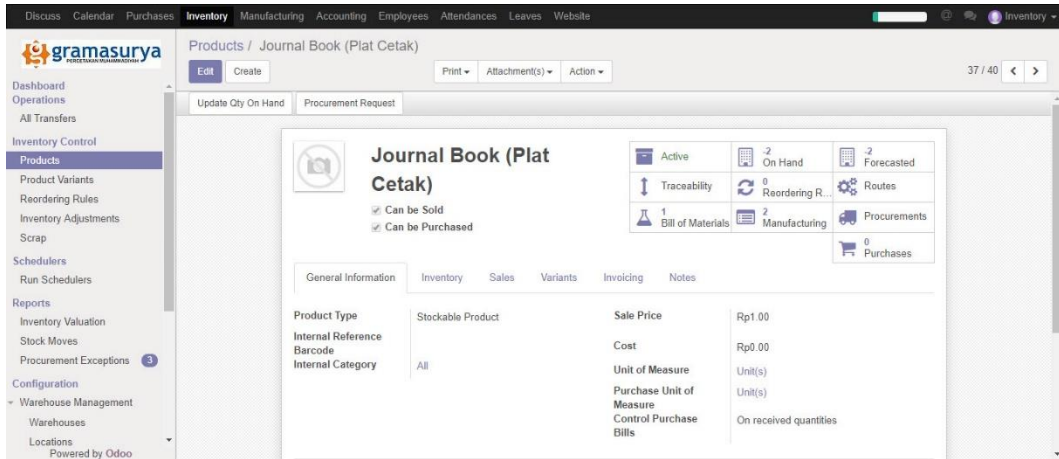 Discuss Calendar Purchases Inventory Manufacturing Accounting Employees Attendances Leaves Website @ Inventory
gramasurya
PERCETAKAN MUHAMMADIYAH
Products / Journal Book (Plat Cetak)
Edit Create Print Attachment(s) Action 37 / 40
Update Qty On Hand Procurement Request
Dashboard
Operations
All Transfers
Inventory Control
Products
Product Variants
Reordering Rules
Inventory Adjustments
Scrap
Schedulers
Run Schedulers
Reports
Inventory Valuation
Stock Moves
Procurement Exceptions 3
Configuration
Warehouse Management
Warehouses
Locations
Powered by Odoo
Journal Book (Plat
Cetak)
Can be Sold
Can be Purchased
Active
-2
On Hand
-2
Forecasted
Traceability
0
Reordering R...
Routes
1
Bill of Materials
2
Manufacturing
Procurements
0
Purchases
General Information Inventory Sales Variants Invoicing Notes
Product Type Stockable Product
Internal Reference
Barcode
Internal Category All
Sale Price Rp1.00
Cost Rp0.00
Unit of Measure Unit(s)
Purchase Unit of
Measure Unit(s)
Control Purchase
Bills On received quantities